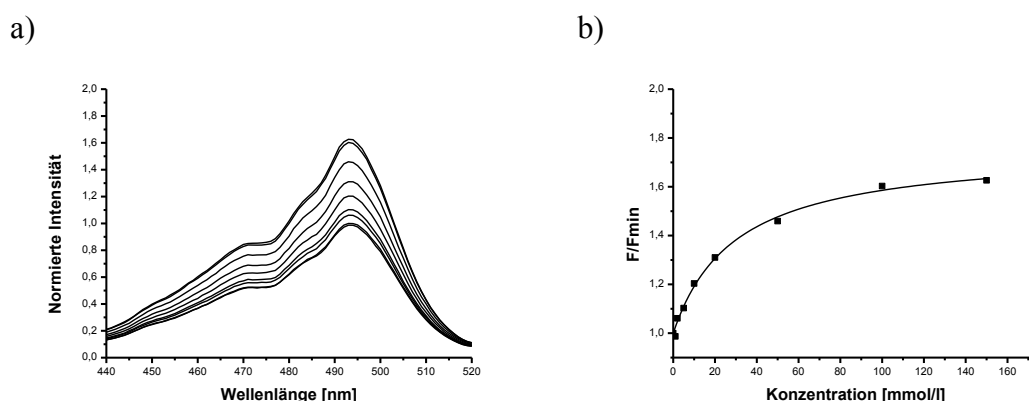 a)
b)
2,0
1,8
1,6
1,4
1,2
1,0
0,8
0,6
0,4
0,2
0,0
440 450 460 470 480 490 500 510 520
Normierte Intensität
Wellenlänge [nm]
2,0
1,8
1,6
1,4
1,2
1,0
0 20 40 60 80 100 120 140 160
F/Fmin
Konzentration [mmol/l]